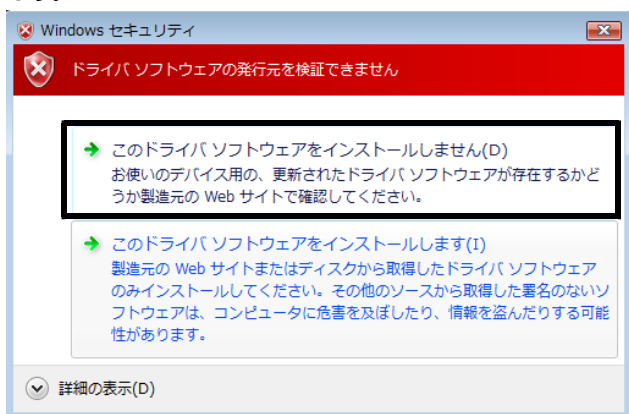 Windows セキュリティ
ドライバ ソフトウェアの発行元を検証できません
このドライバ ソフトウェアをインストールしません(D)
お使いのデバイス用の、更新されたドライバ ソフトウェアが存在するかど
うか製造元の Web サイトで確認してください。
このドライバ ソフトウェアをインストールします(I)
製造元の Web サイトまたはディスクから取得したドライバ ソフトウェア
のみインストールしてください。その他のソースから取得した署名のないソ
フトウェアは、コンピュータに危害を及ぼしたり、情報を盗んだりする可能
性があります。
詳細の表示(D)